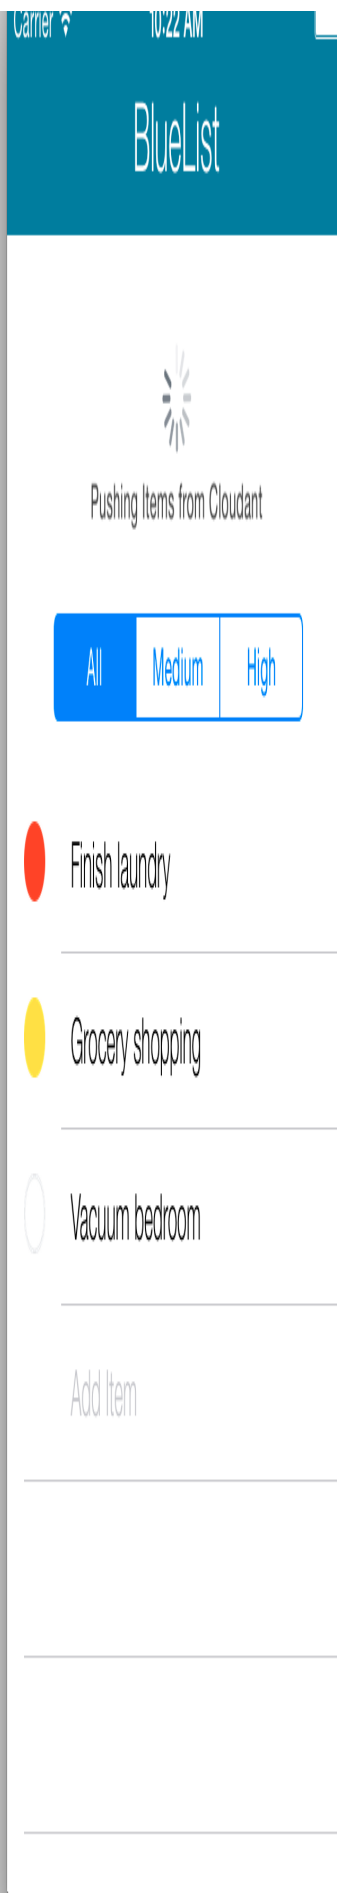 Carrier 10:22 AM
BlueList
Pushing Items from Cloudant
All Medium High
Finish laundry
Grocery shopping
Vacuum bedroom
Add Item